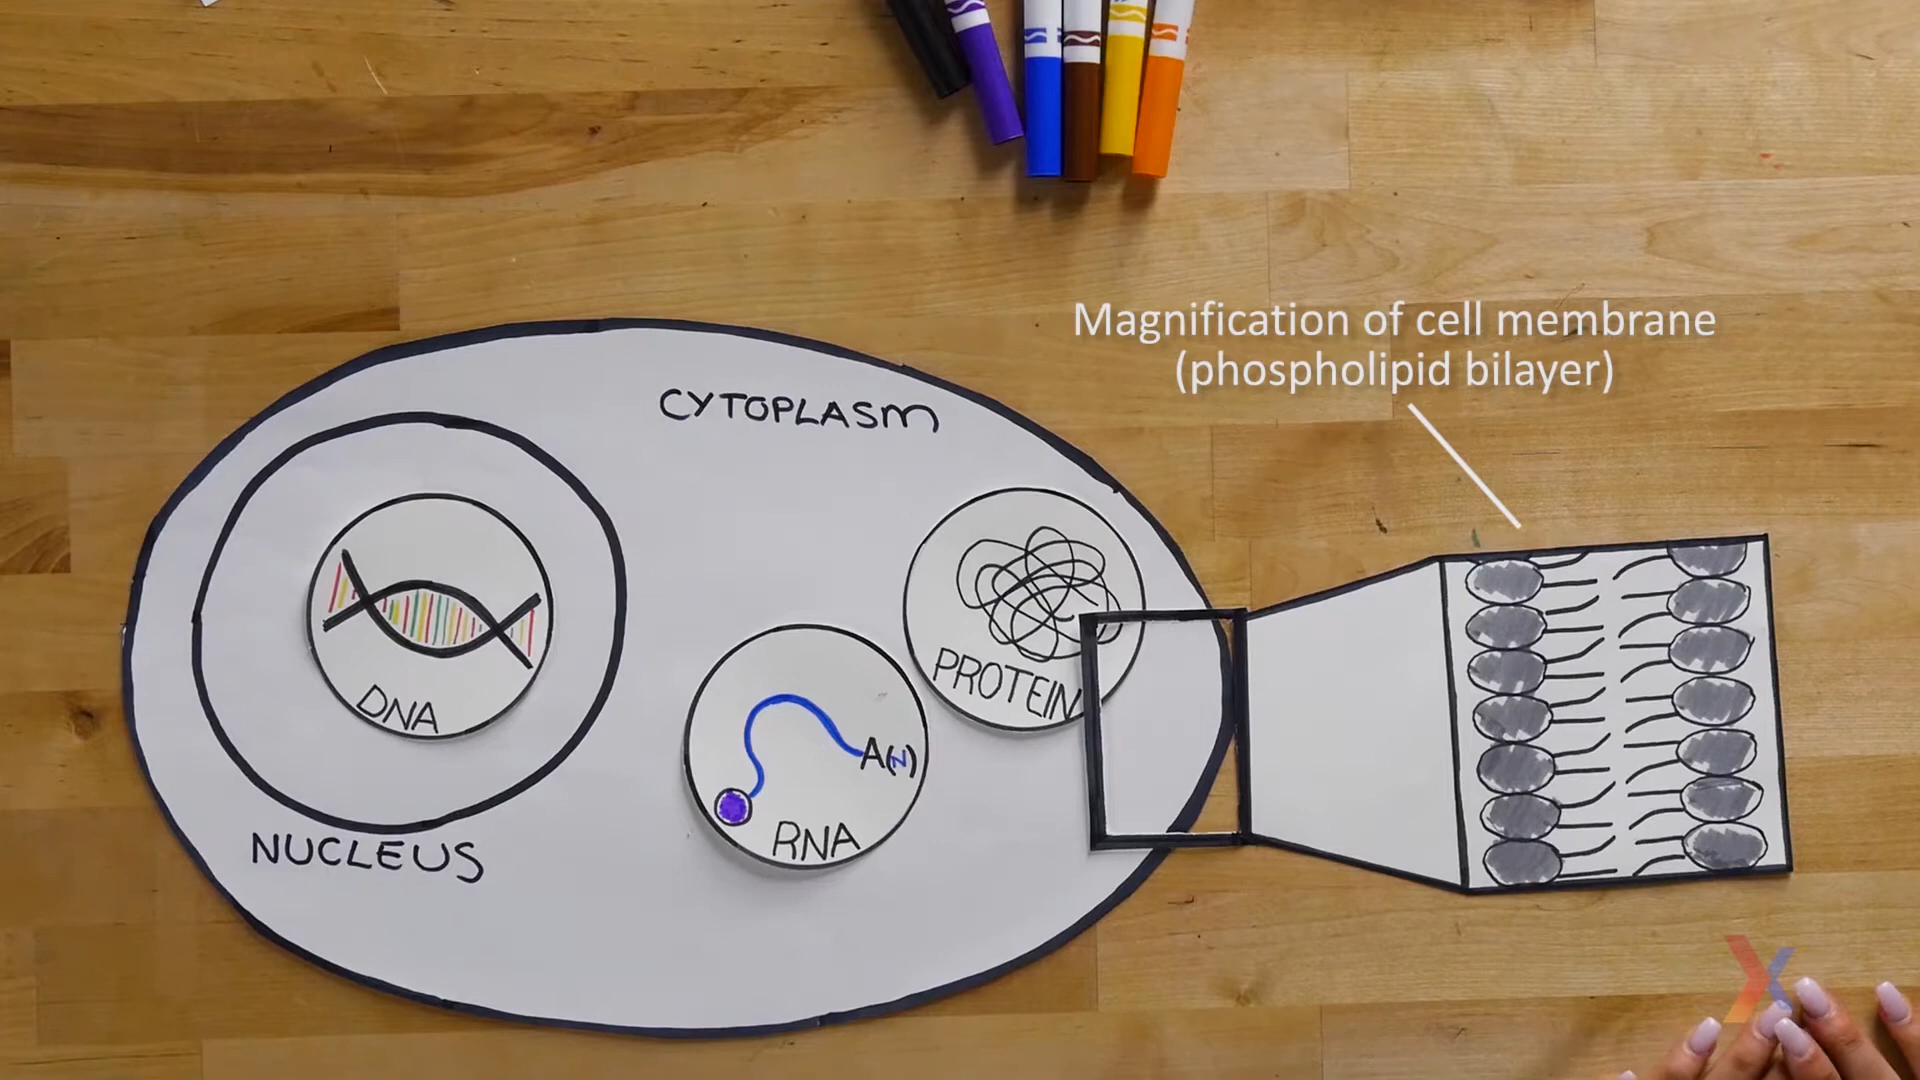 Magnification of cell membrane
(phospholipid bilayer)
CYTOPLASM
DNA
PROTEIN
A(N)
RNA
NUCLEUS